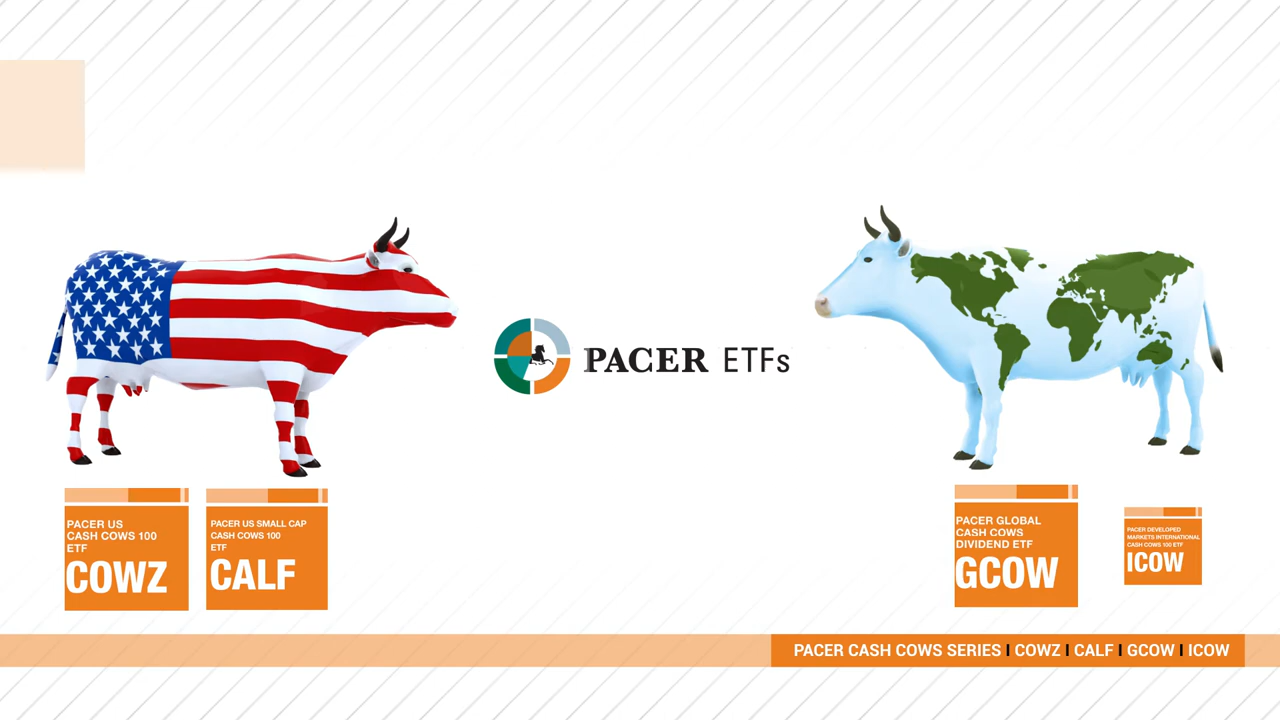 PACER ETFs
PACER US
CASH COWS 100
ETF
COWZ
PACER US SMALL CAP
CASH COWS 100
ETF
CALF
PACER GLOBAL
CASH COWS
DIVIDEND ETF
GCOW
PACER DEVELOPED
MARKETS INTERNATIONAL
CASH COWS 100 ETF
ICOW
PACER CASH COWS SERIES | COWZ | CALF | GCOW | ICOW